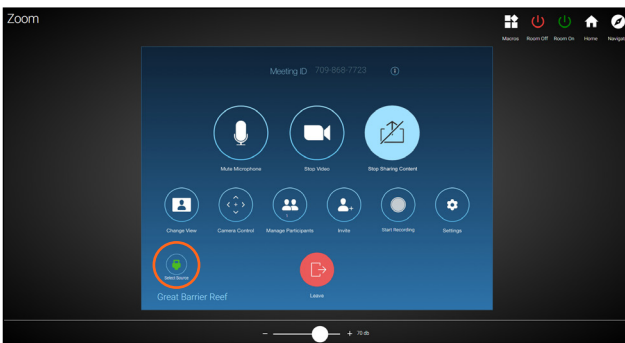 Zoom
Macros Room Off Room On Home Navigate
Meeting ID 709-868-7723
Mute Microphone Stop Video Stop Sharing Content
Change View Camera Control Manage Participants Invite Start Recording Settings
Select Source
Great Barrier Reef
Leave
- + 70 db